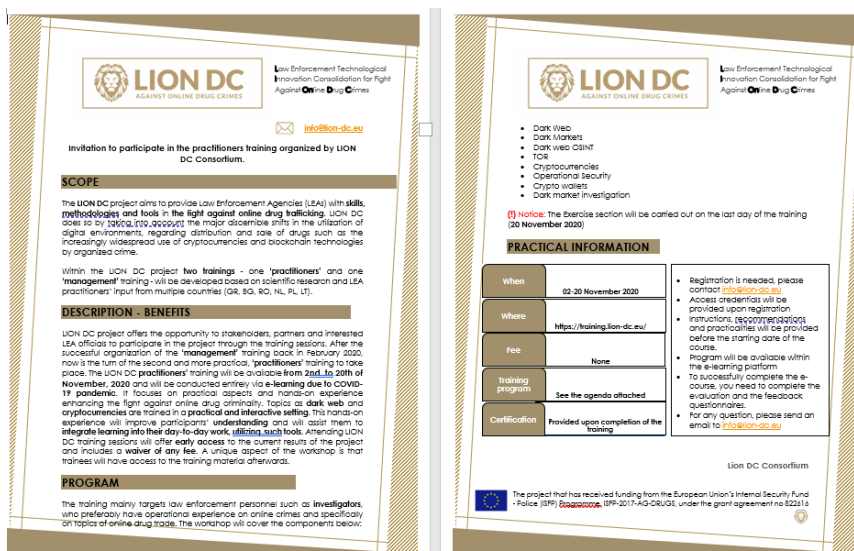 LION DC
AGAINST ONLINE DRUG CRIMES
Law Enforcement Technological
Innovation Consolidation for Fight
Against Online Drug Crimes
info@lion-dc.eu
Invitation to participate in the practitioners training organized by LION
DC Consortium.
SCOPE
The LION DC project aims to provide Law Enforcement Agencies (LEAs) with skills,
methodologies and tools in the fight against online drug trafficking. LION DC
does so by taking into account the major discernible shifts in the utilization of
digital environments, regarding distribution and sale of drugs such as the
increasingly widespread use of cryptocurrencies and blockchain technologies
by organized crime.
Within the LION DC project two trainings - one 'practitioners' and one
'management' training - will be developed based on scientific research and LEA
practitioners' input from multiple countries (GR, BG, RO, NL, PL, LT).
DESCRIPTION - BENEFITS
LION DC project offers the opportunity to stakeholders, partners and interested
LEA officials to participate in the project through the training sessions. After the
successful organization of the 'management' training back in February 2020,
now is the turn of the second and more practical, 'practitioners' training to take
place. The LION DC practitioners' training will be available from 2nd to 20th of
November, 2020 and will be conducted entirely via e-learning due to COVID-
19 pandemic. It focuses on practical aspects and hands-on experience
enhancing the fight against online drug criminality. Topics as dark web and
cryptocurrencies are trained in a practical and interactive setting. This hands-on
experience will improve participants' understanding and will assist them to
integrate learning into their day-to-day work, utilizing such tools. Attending LION
DC training sessions will offer early access to the current results of the project
and includes a waiver of any fee. A unique aspect of the workshop is that
trainees will have access to the training material afterwards.
PROGRAM
The training mainly targets law enforcement personnel such as investigators,
who preferably have operational experience on online crimes and specifically
on topics of online drug trade. The workshop will cover the components below:
LION DC
AGAINST ONLINE DRUG CRIMES
Law Enforcement Technological
Innovation Consolidation for Fight
Against Online Drug Crimes
• Dark Web
• Dark Markets
• Dark web OSINT
• TOR
• Cryptocurrencies
• Operational Security
• Crypto wallets
• Dark market investigation
(!) Notice: The Exercise section will be carried out on the last day of the training
(20 November 2020)
PRACTICAL INFORMATION
When
02-20 November 2020
Where
https://training.lion-dc.eu/
Fee
None
Training
program
See the agenda attached
Certification
Provided upon completion of the
training
• Registration is needed, please
contact info@lion-dc.eu
• Access credentials will be
provided upon registration
• Instructions, recommendations
and practicalities will be provided
before the starting date of the
course.
• Program will be available within
the e-learning platform
• To successfully complete the e-
course, you need to complete the
evaluation and the feedback
questionnaires.
• For any question, please send an
email to info@lion-dc.eu
Lion DC Consortium
The project that has received funding from the European Union's Internal Security Fund
- Police (ISFP) Programme, ISFP-2017-AG-DRUGS, under the grant agreement no 822616